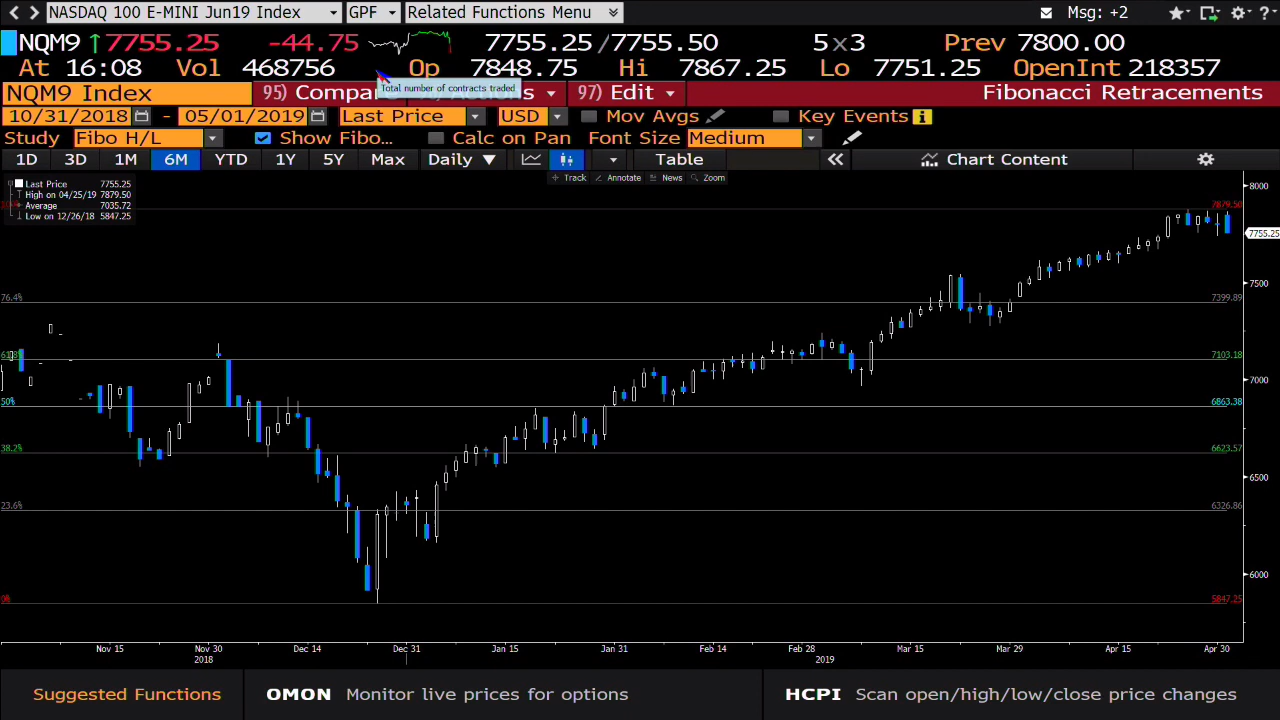 NASDAQ 100 E-MINI Jun19 Index GPF Related Functions Menu Msg: +2
NQM9 ↑7755.25 -44.75 7755.25/7755.50 5x3 Prev 7800.00
At 16:08 Vol 468756 Op 7848.75 Hi 7867.25 Lo 7751.25 OpenInt 218357
NQM9 Index 95) Compare Actions 97) Edit Fibonacci Retracements
Total number of contracts traded
10/31/2018 - 05/01/2019 Last Price USD Mov Avgs Key Events
Study Fibo H/L Show Fibo... Calc on Pan Font Size Medium
1D 3D 1M 6M YTD 1Y 5Y Max Daily ▼ Table « Chart Content
Track Annotate News Zoom
Last Price 7755.25
High on 04/25/19 7879.50
Average 7035.72
Low on 12/26/18 5847.25
8000
7879.50
7755.25
7500
76.4% 7399.89
61.8% 7103.18
7000
50% 6863.38
38.2% 6623.57
6500
23.6% 6326.86
6000
0% 5847.25
Nov 15 Nov 30 Dec 14 Dec 31 Jan 15 Jan 31 Feb 14 Feb 28 Mar 15 Mar 29 Apr 15 Apr 30
2018 2019
Suggested Functions OMON Monitor live prices for options HCPI Scan open/high/low/close price changes